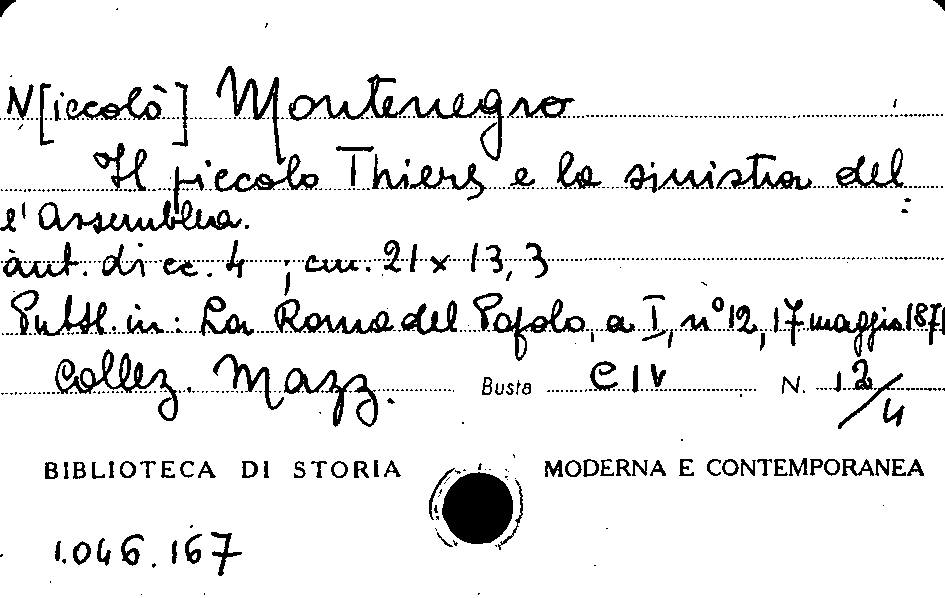 N[iccolò] Montenegro
Il piccolo Thiers e la sinistra del
l'Assemblea.
aut. di cc. 4 ; cm. 21 x 13,3
Pubbl. in: La Roma del Popolo, a I, n° 12, 17 maggio 1871
Collez. Mazz. Busta C IV N. 12/4
BIBLIOTECA DI STORIA MODERNA E CONTEMPORANEA
1.046.167